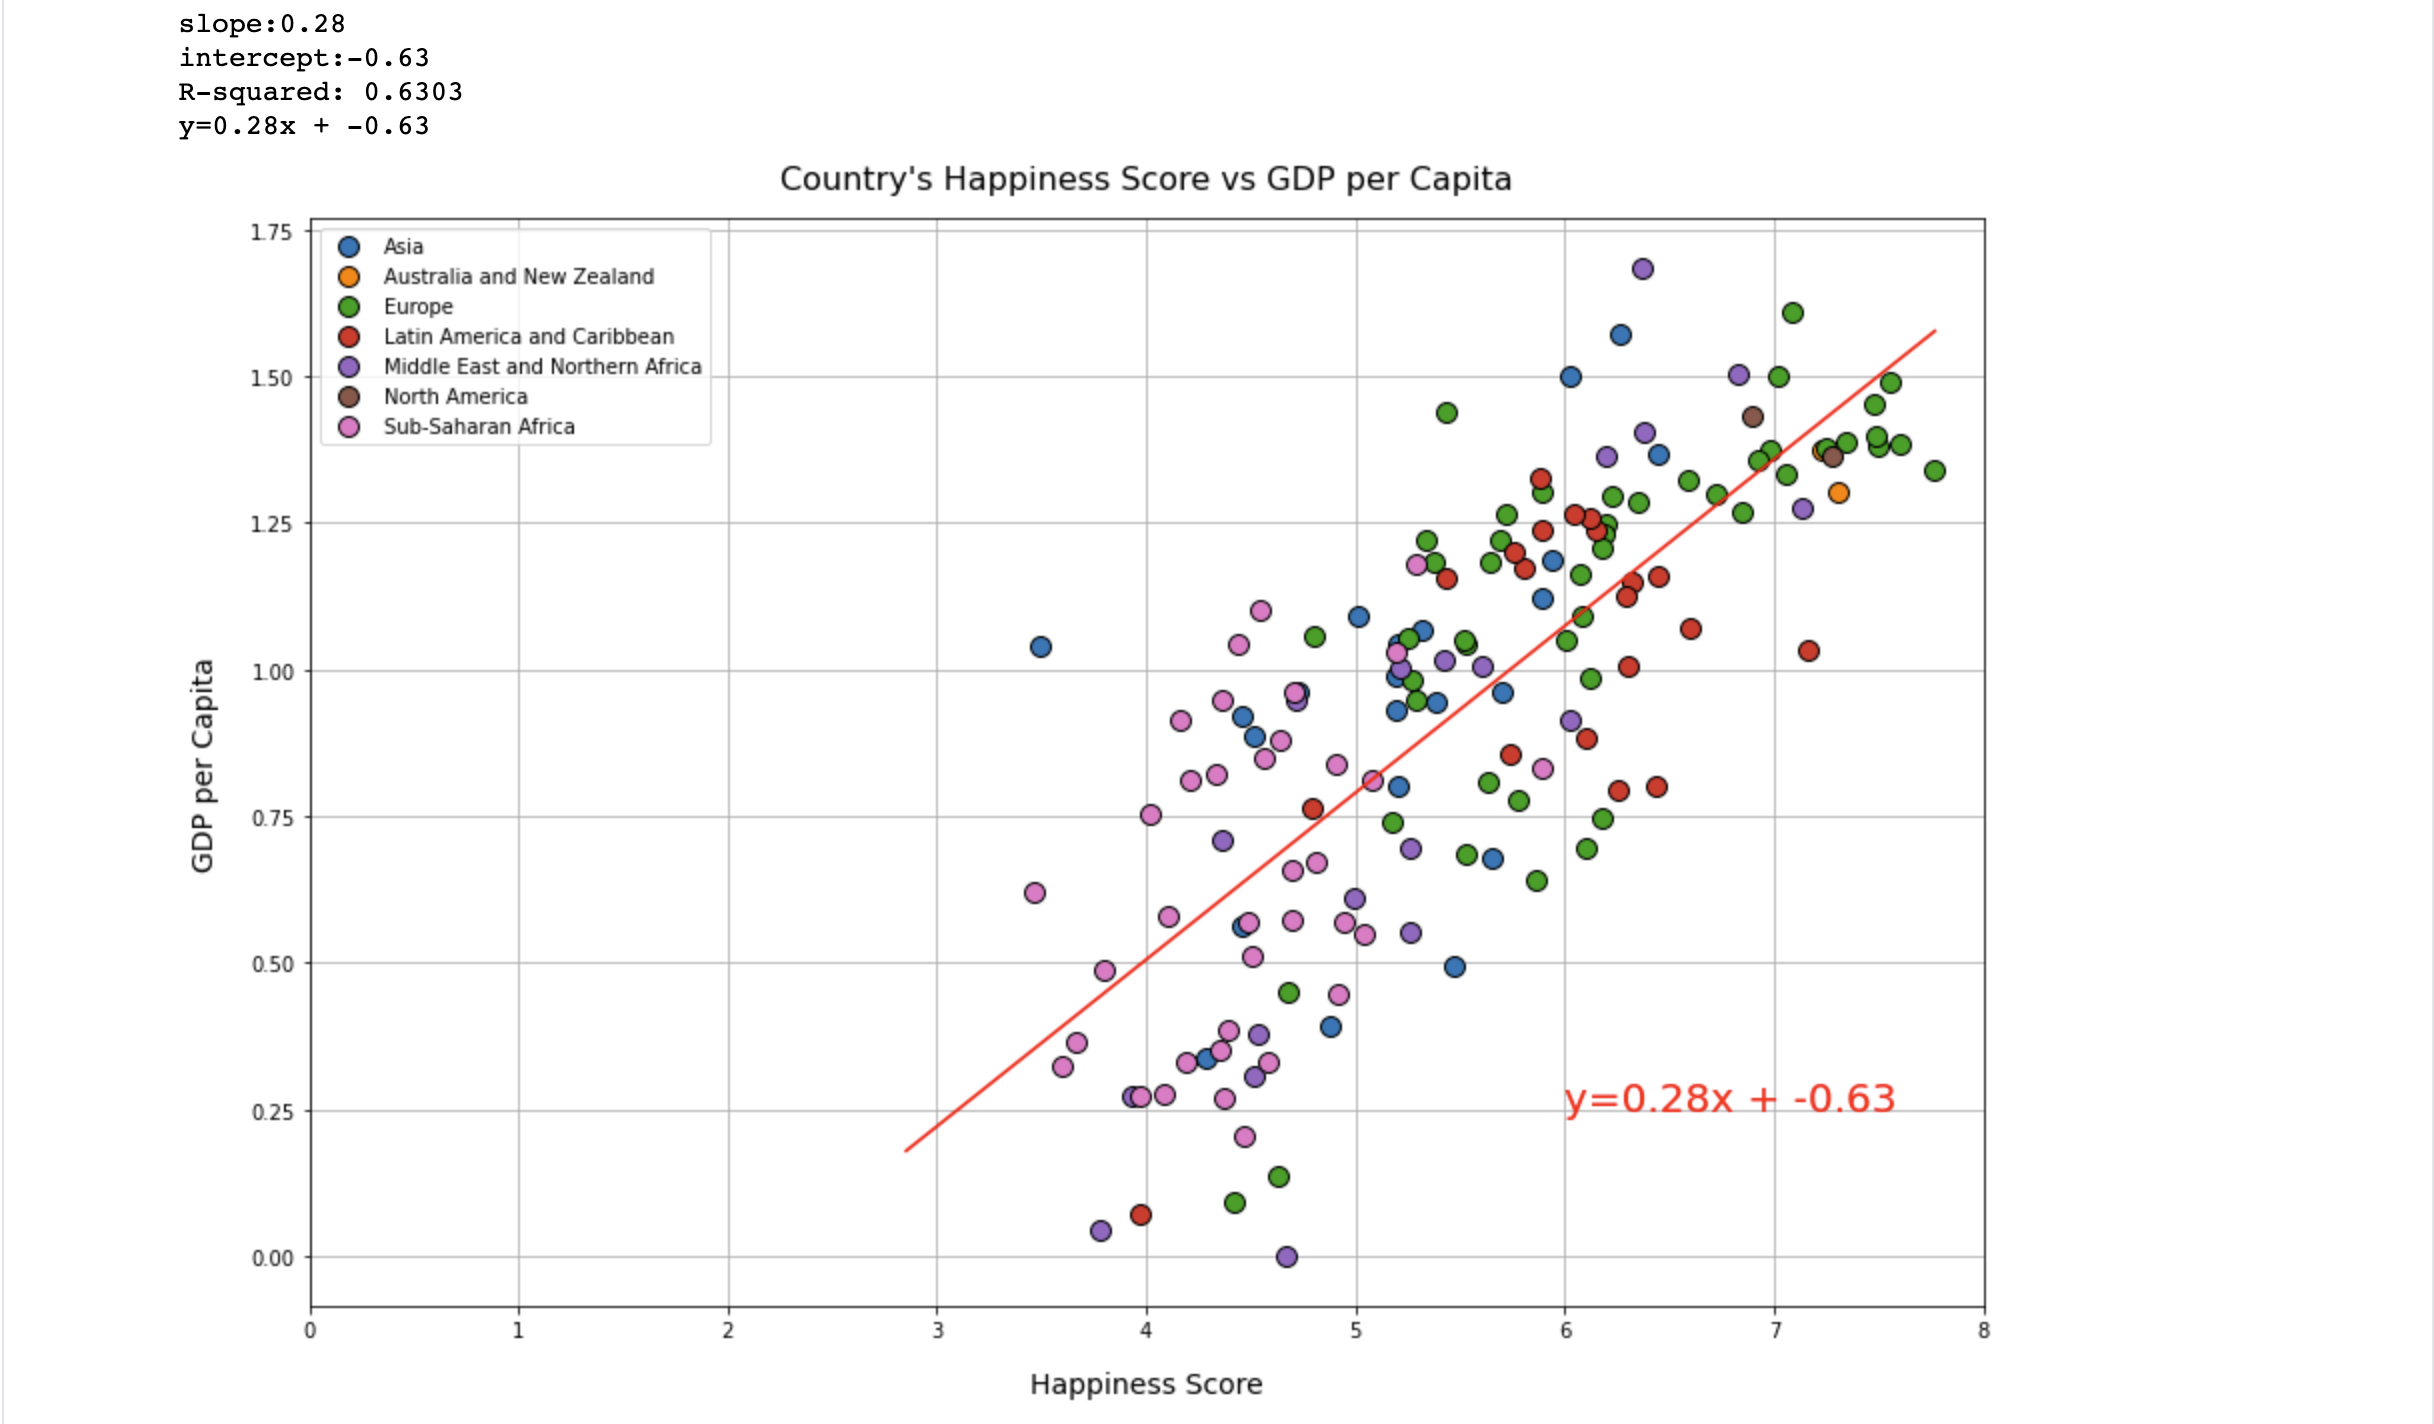 slope:0.28
intercept:-0.63
R-squared: 0.6303
y=0.28x + -0.63
Country's Happiness Score vs GDP per Capita
Asia
Australia and New Zealand
Europe
Latin America and Caribbean
Middle East and Northern Africa
North America
Sub-Saharan Africa
GDP per Capita
1.75
1.50
1.25
1.00
0.75
0.50
0.25
0.00
y=0.28x + -0.63
0 1 2 3 4 5 6 7 8
Happiness Score